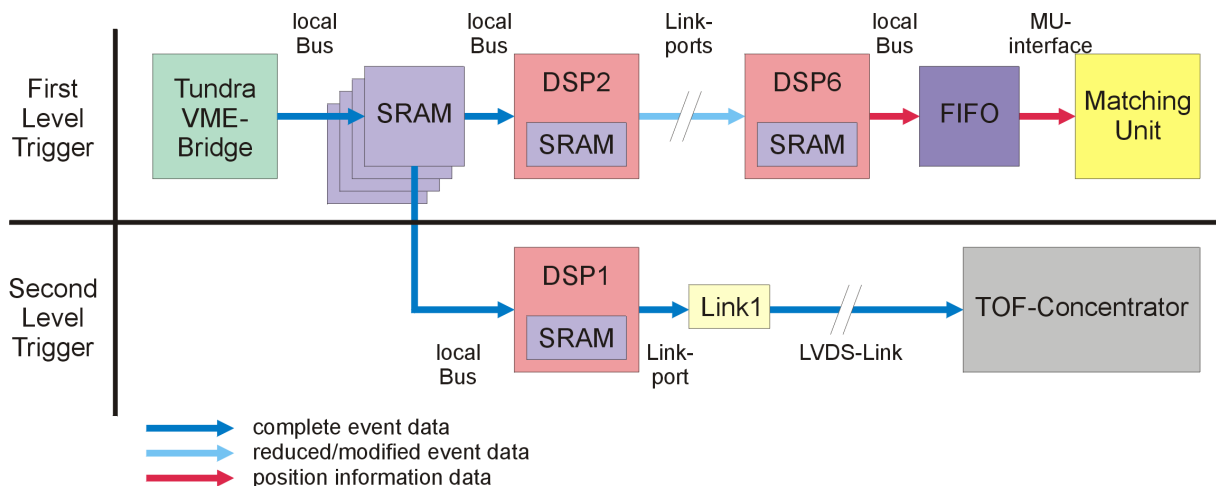 local
Bus
local
Bus
Link-
ports
local
Bus
MU-
interface
First
Level
Trigger
Tundra
VME-
Bridge
SRAM
DSP2
SRAM
DSP6
SRAM
FIFO
Matching
Unit
Second
Level
Trigger
DSP1
SRAM
local
Bus
Link-
port
Link1
LVDS-Link
TOF-Concentrator
complete event data
reduced/modified event data
position information data